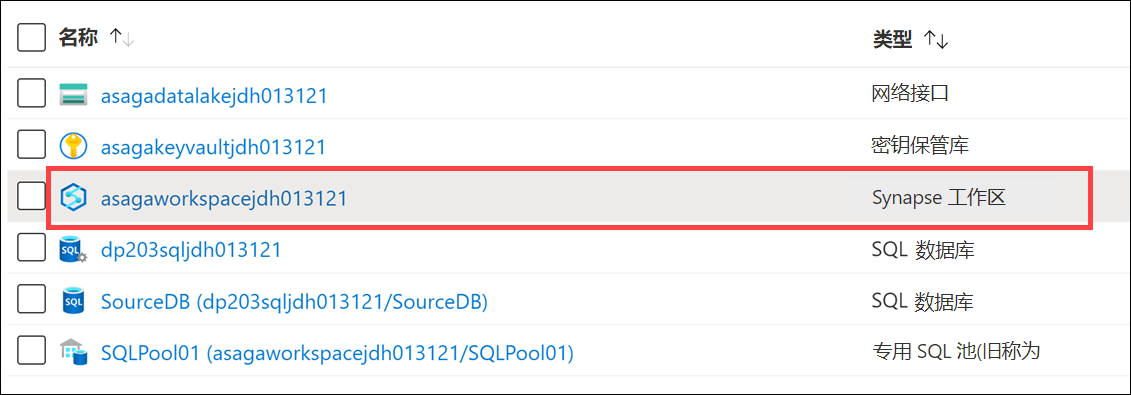 名称 ↑↓ 类型 ↑↓
asagadatalakejdh013121 网络接口
asagakeyvaultjdh013121 密钥保管库
asagaworkspacejdh013121 Synapse 工作区
dp203sqljdh013121 SQL 数据库
SourceDB (dp203sqljdh013121/SourceDB) SQL 数据库
SQLPool01 (asagaworkspacejdh013121/SQLPool01) 专用 SQL 池(旧称为